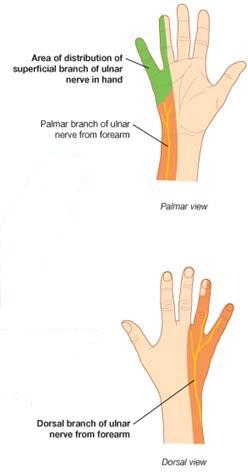 Area of distribution of
superficial branch of ulnar
nerve in hand
Palmar branch of ulnar
nerve from forearm
Palmar view
Dorsal branch of ulnar
nerve from forearm
Dorsal view